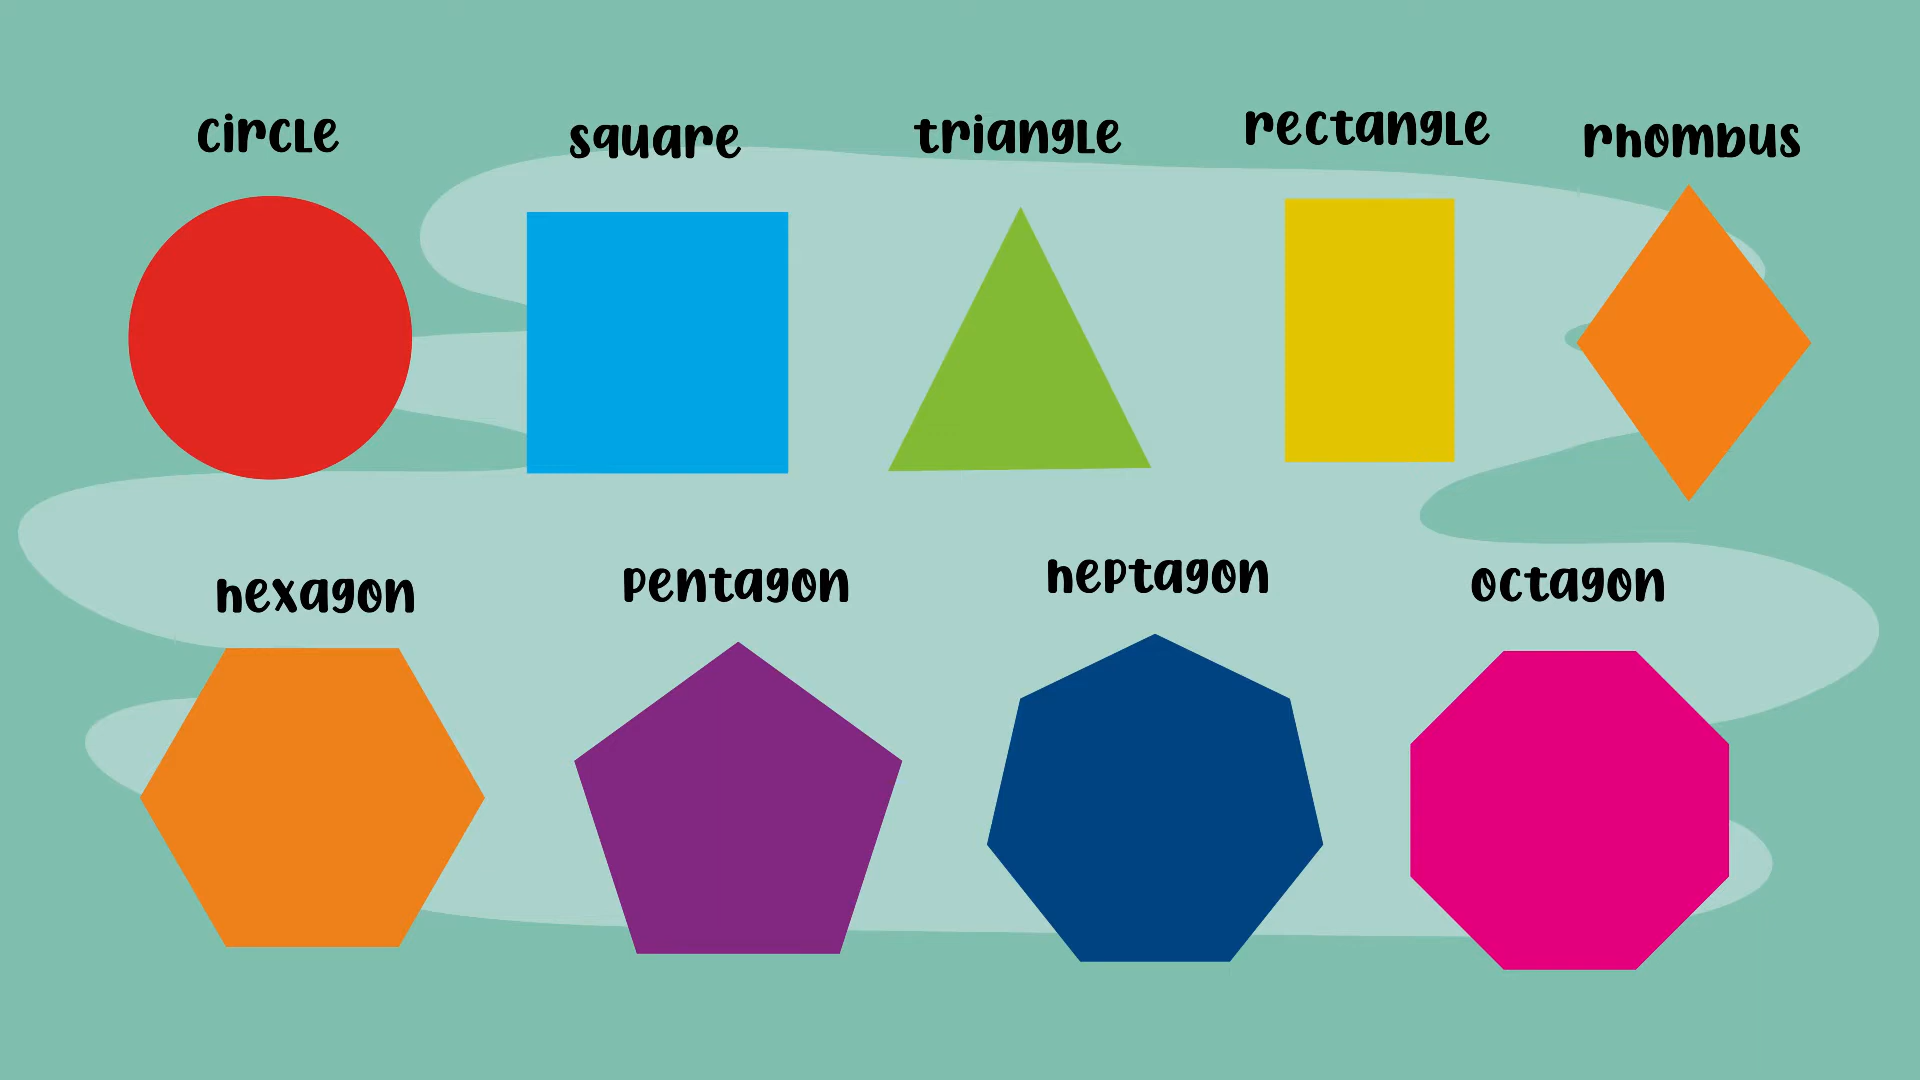 circle
square
triangle
rectangle
rhombus
hexagon
pentagon
heptagon
octagon